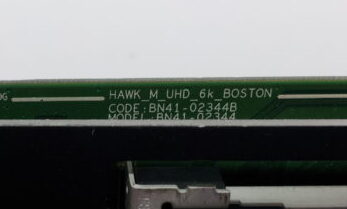 HAWK_M_UHD_6k_BOSTON
CODE:BN41-02344B
MODEL:BN41-02344